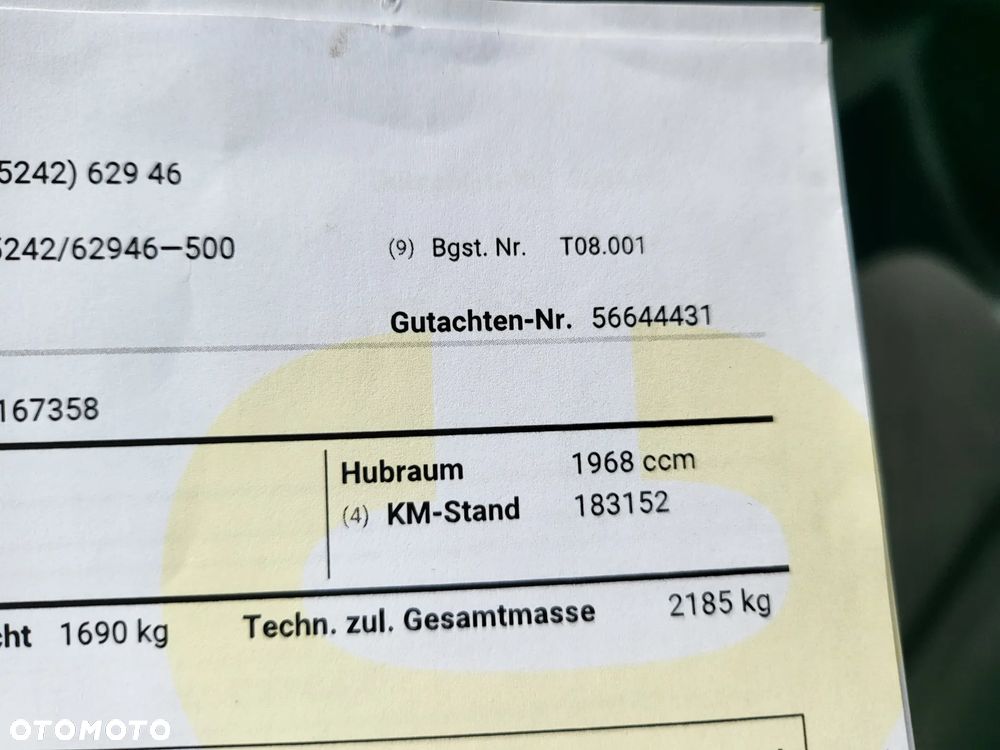 5242) 629 46
5242/62946–500
(9) Bgst. Nr. T08.001
Gutachten-Nr. 56644431
167358
Hubraum 1968 ccm
(4) KM-Stand 183152
cht 1690 kg Techn. zul. Gesamtmasse 2185 kg
OTOMOTO